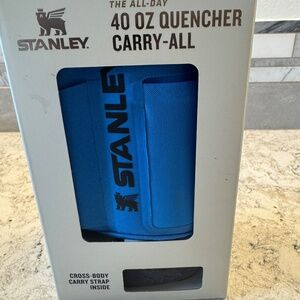 THE ALL-DAY
40 OZ QUENCHER
CARRY-ALL
STANLEY.
STANLEY
CROSS-BODY
CARRY STRAP
INSIDE